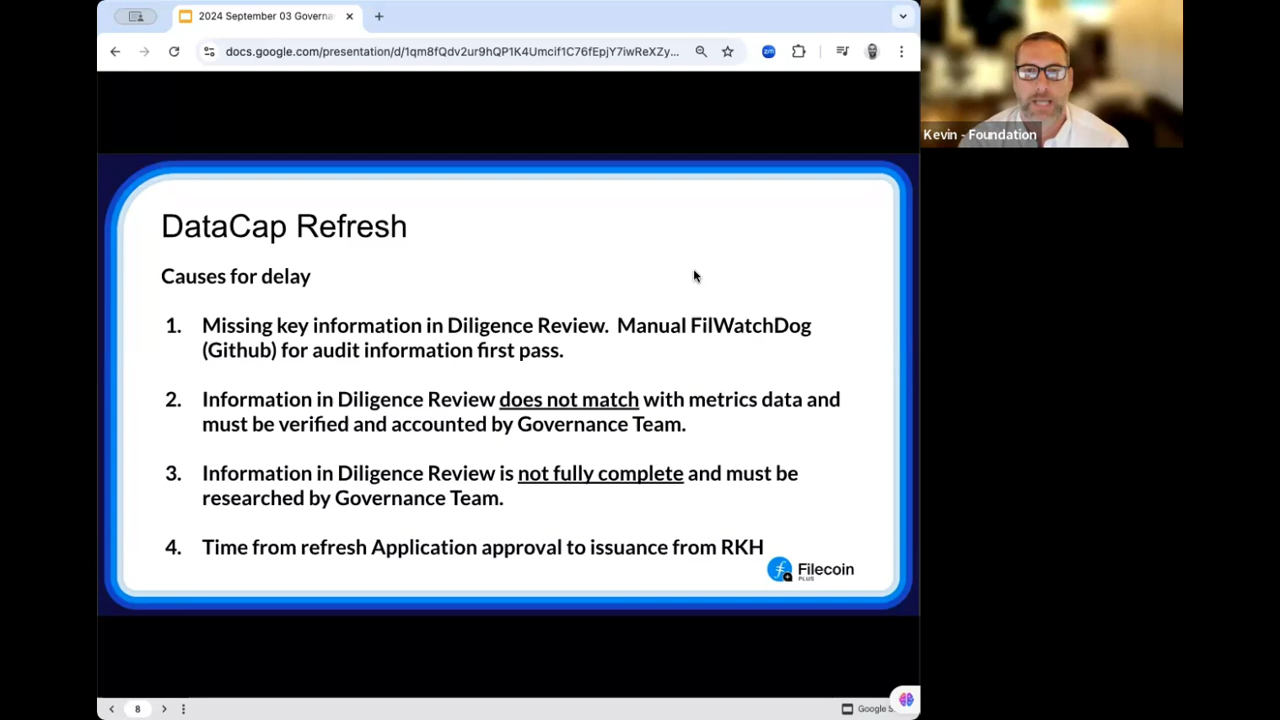 2024 September 03 Governa
docs.google.com/presentation/d/1qm8fQdv2ur9hQP1K4Umcif1C76fEpjY7iwReXZy...
zm
Kevin - Foundation
DataCap Refresh
Causes for delay
1. Missing key information in Diligence Review. Manual FilWatchDog
(Github) for audit information first pass.
2. Information in Diligence Review does not match with metrics data and
must be verified and accounted by Governance Team.
3. Information in Diligence Review is not fully complete and must be
researched by Governance Team.
4. Time from refresh Application approval to issuance from RKH
Filecoin
PLUS
8
Google S